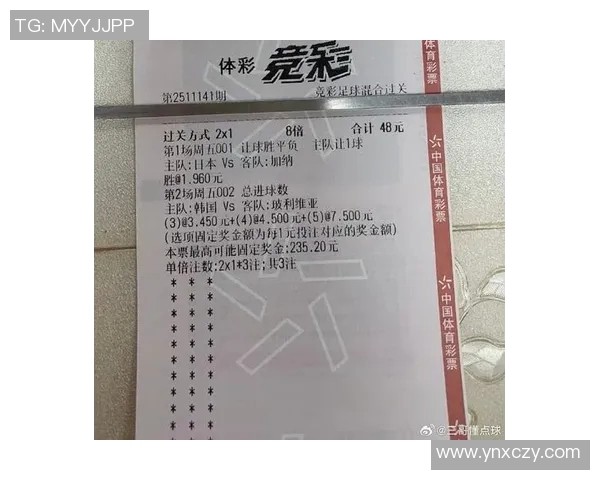 TG: MYYJJPP
体彩 竞彩
第2511141期 竞彩足球混合过关
过关方式 2x1 8倍 合计 48元
第1场周五001 让球胜平负 主队让1球
主队:日本 Vs 客队:加纳
胜@1.960元
第2场周五002 总进球数
主队:韩国 Vs 客队:玻利维亚
(3)@3.450元+(4)@4.500元+(5)@7.500元
(选项固定奖金额为每1元投注对应的奖金额)
本票最高可能固定奖金:235.20元
单倍注数:2x1*3注;共3注
* * *
* * *
* * *
* * *
* * *
* * *
* * *
* * *
* * *
* * *
体育彩票
中国体育彩票
中国体育彩票
@三哥懂点球
www.ynxczy.com